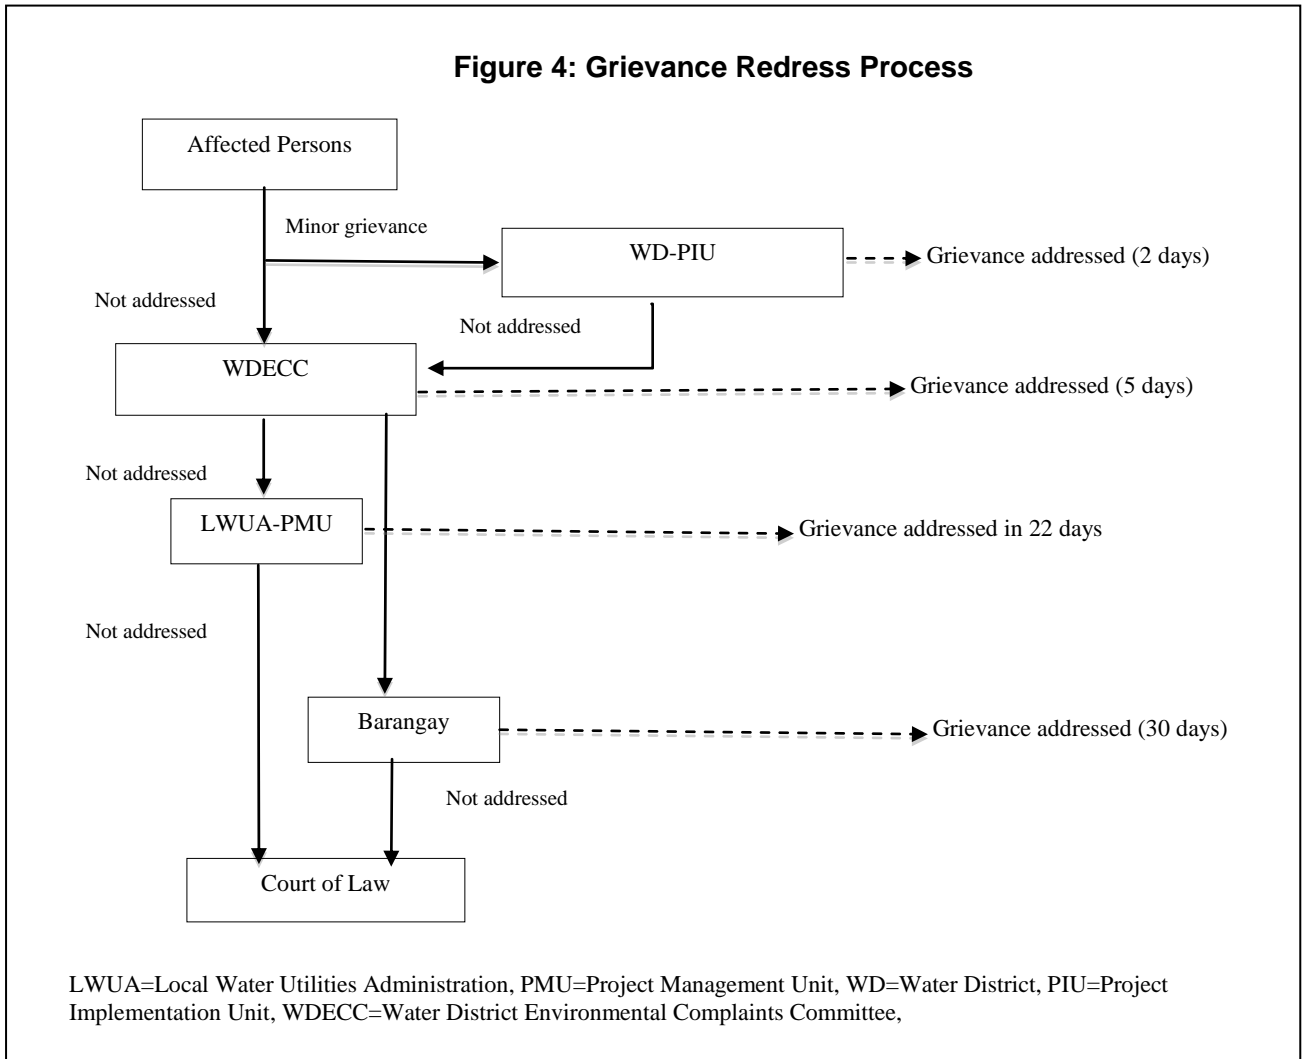 Figure 4: Grievance Redress Process
Affected Persons
Minor grievance
WD-PIU
Grievance addressed (2 days)
Not addressed
Not addressed
WDECC
Grievance addressed (5 days)
Not addressed
LWUA-PMU
Grievance addressed in 22 days
Not addressed
Barangay
Grievance addressed (30 days)
Not addressed
Court of Law
LWUA=Local Water Utilities Administration, PMU=Project Management Unit, WD=Water District, PIU=Project
Implementation Unit, WDECC=Water District Environmental Complaints Committee,